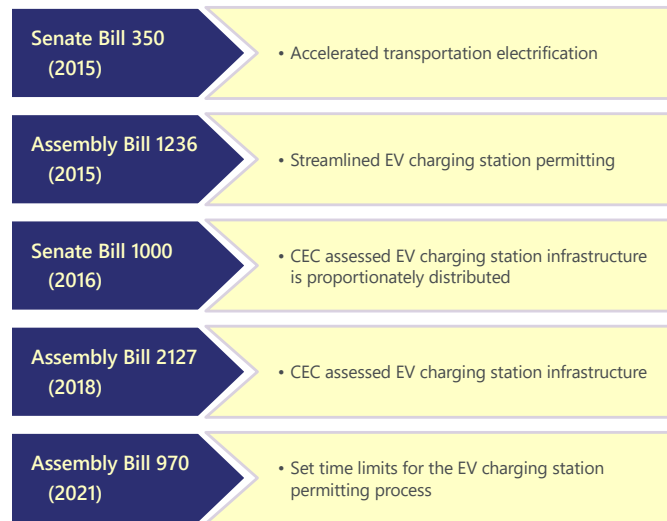 Senate Bill 350
(2015)
• Accelerated transportation electrification
Assembly Bill 1236
(2015)
• Streamlined EV charging station permitting
Senate Bill 1000
(2016)
• CEC assessed EV charging station infrastructure
is proportionately distributed
Assembly Bill 2127
(2018)
• CEC assessed EV charging station infrastructure
Assembly Bill 970
(2021)
• Set time limits for the EV charging station
permitting process